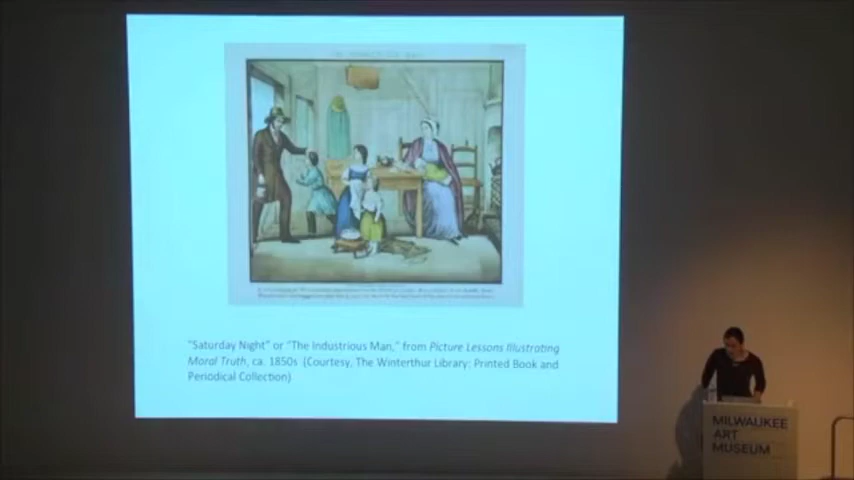 "Saturday Night" or "The Industrious Man," from Picture Lessons Illustrating
Moral Truth, ca. 1850s (Courtesy, The Winterthur Library: Printed Book and
Periodical Collection)
MILWAUKEE
ART
MUSEUM